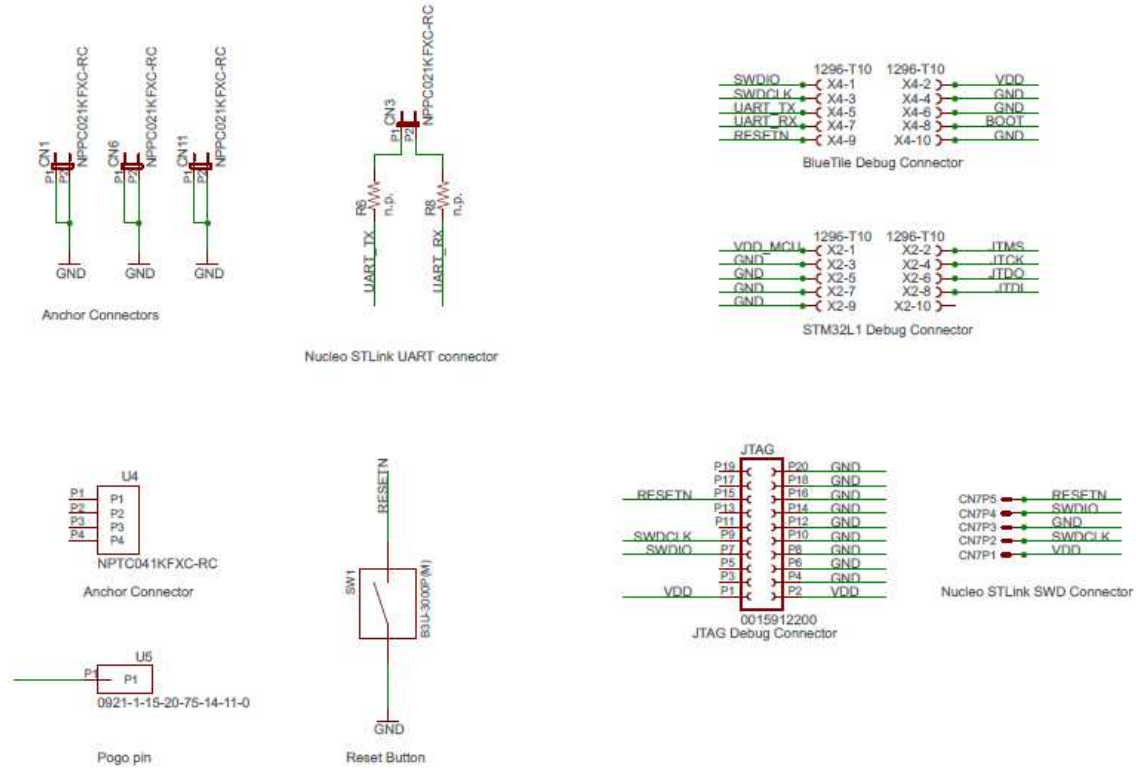 CN1
NPPC021KFXC-RC
P1
P2
CN6
NPPC021KFXC-RC
P1
P2
CN11
NPPC021KFXC-RC
P1
P2
GND
GND
GND
Anchor Connectors
CN3
NPPC021KFXC-RC
P1
P2
R6
n.p.
R8
n.p.
UART_TX
UART_RX
Nucleo STLink UART connector
1296-T10 1296-T10
SWDIO X4-1 X4-2 VDD
SWDCLK X4-3 X4-4 GND
UART_TX X4-5 X4-6 GND
UART_RX X4-7 X4-8 BOOT
RESETN X4-9 X4-10 GND
BlueTile Debug Connector
1296-T10 1296-T10
VDD_MCU X2-1 X2-2 JTMS
GND X2-3 X2-4 JTCK
GND X2-5 X2-6 JTDO
GND X2-7 X2-8 JTDI
GND X2-9 X2-10
STM32L1 Debug Connector
U4
P1 P1
P2 P2
P3 P3
P4 P4
NPTC041KFXC-RC
Anchor Connector
U5
P1 P1
0921-1-15-20-75-14-11-0
Pogo pin
RESETN
SW1
B3U-3000P(M)
GND
Reset Button
JTAG
P19 P20 GND
P17 P18 GND
RESETN P15 P16 GND
P13 P14 GND
P11 P12 GND
SWDCLK P9 P10 GND
SWDIO P7 P8 GND
P5 P6 GND
P3 P4 GND
VDD P1 P2 VDD
0015912200
JTAG Debug Connector
CN7P5 RESETN
CN7P4 SWDIO
CN7P3 GND
CN7P2 SWDCLK
CN7P1 VDD
Nucleo STLink SWD Connector